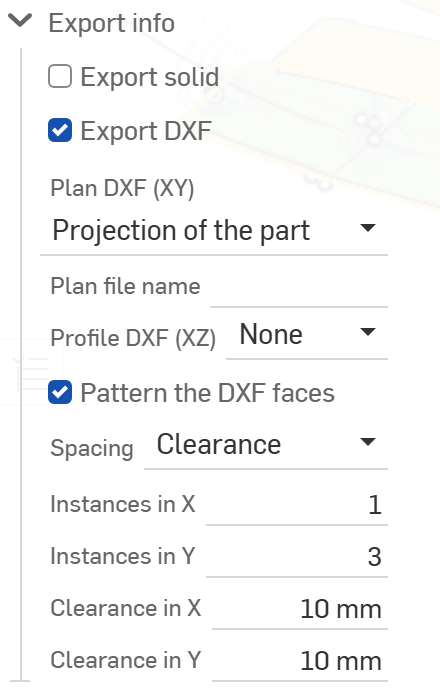 Export info
Export solid
Export DXF
Plan DXF (XY)
Projection of the part
Plan file name
Profile DXF (XZ) None
Pattern the DXF faces
Spacing Clearance
Instances in X 1
Instances in Y 3
Clearance in X 10 mm
Clearance in Y 10 mm